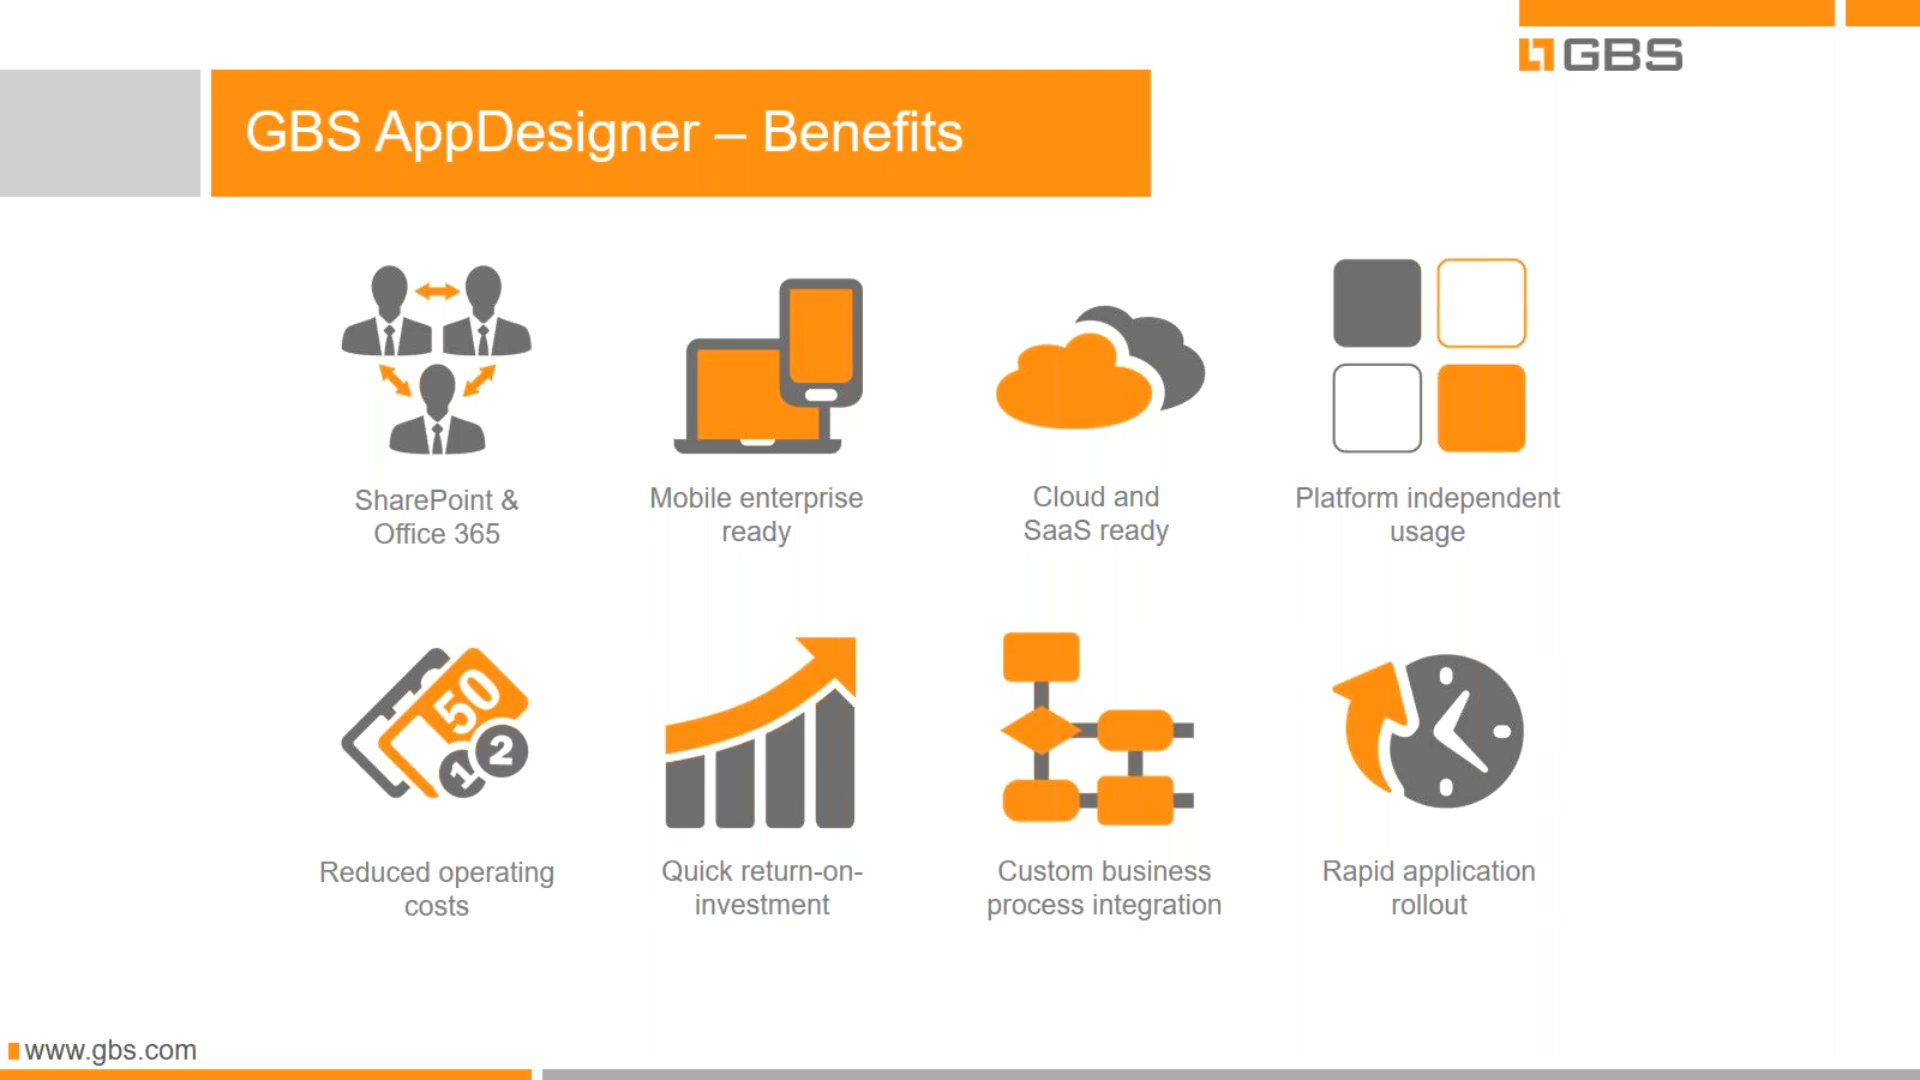 GBS
GBS AppDesigner – Benefits
SharePoint &
Office 365
Mobile enterprise
ready
Cloud and
SaaS ready
Platform independent
usage
50
1
2
Reduced operating
costs
Quick return-on-
investment
Custom business
process integration
Rapid application
rollout
www.gbs.com